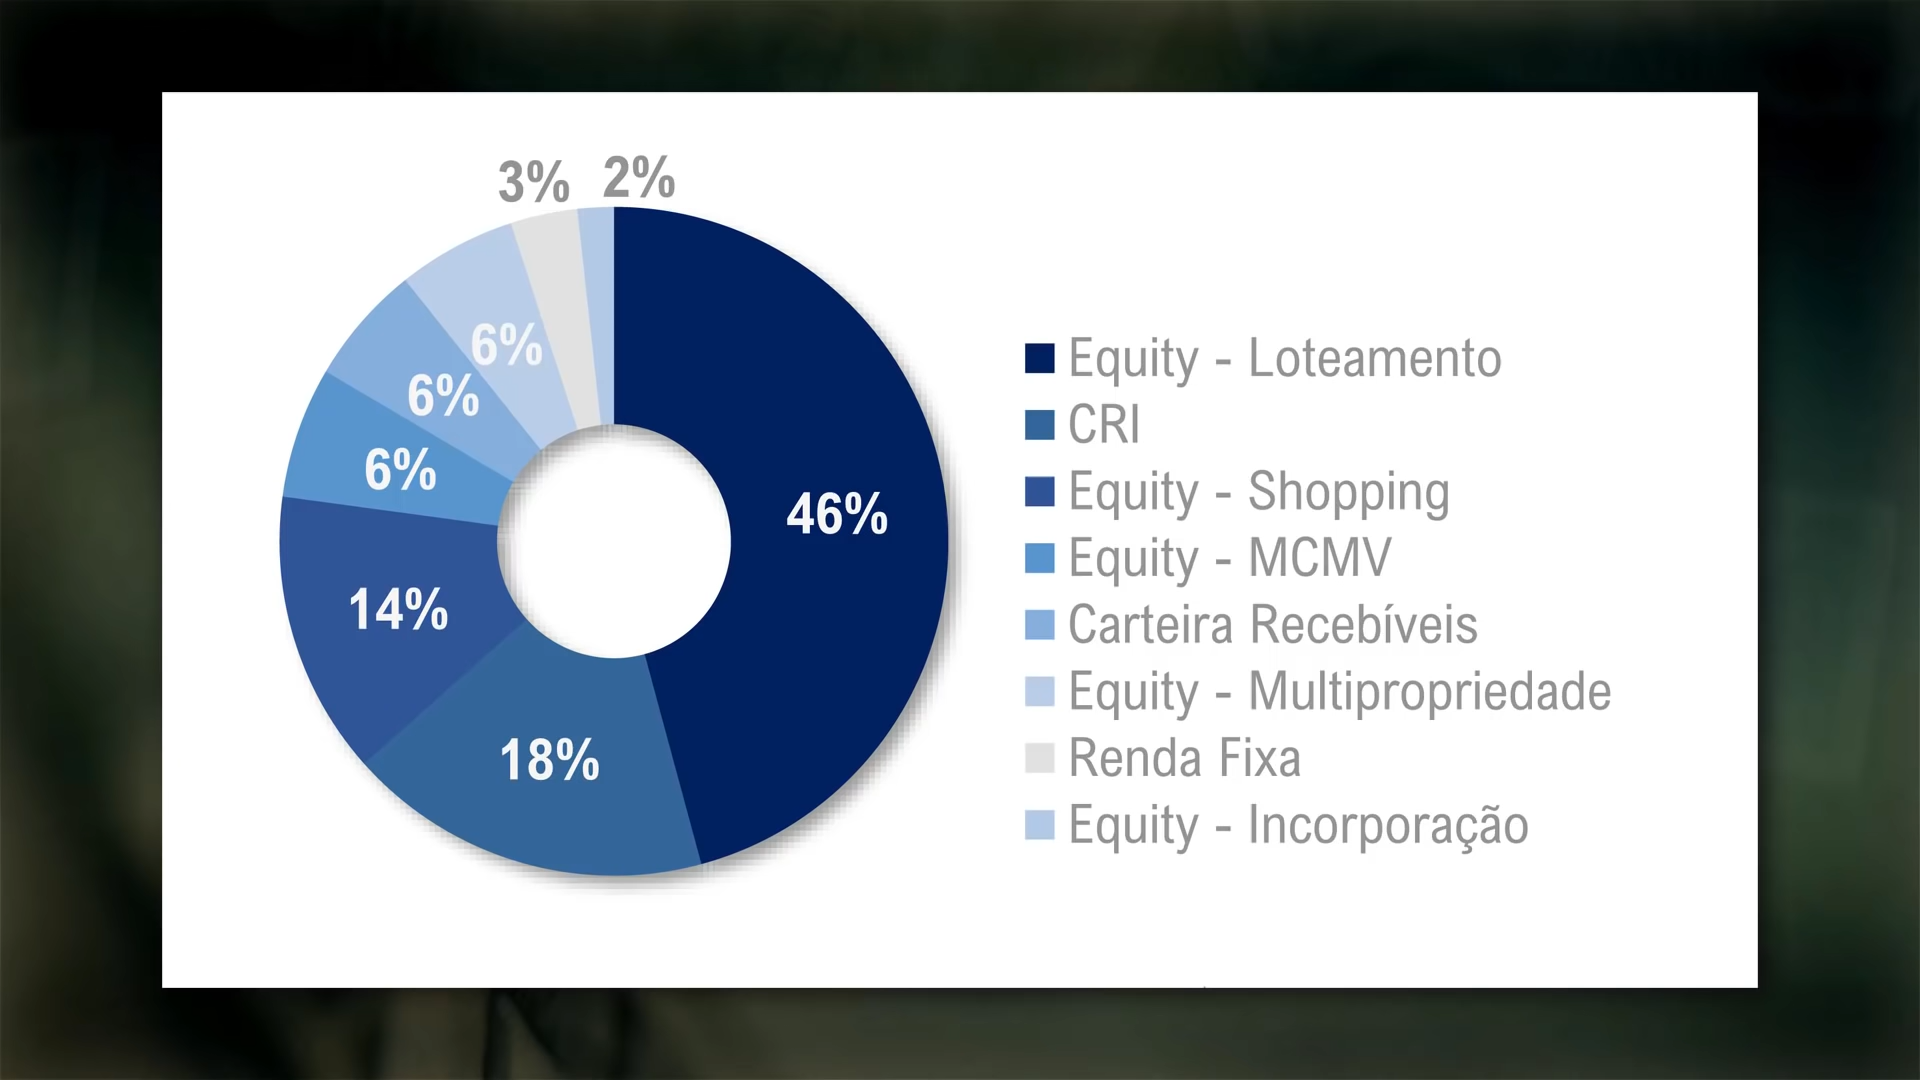 3% 2%
6%
6%
6%
46%
14%
18%
Equity - Loteamento
CRI
Equity - Shopping
Equity - MCMV
Carteira Recebíveis
Equity - Multipropriedade
Renda Fixa
Equity - Incorporação